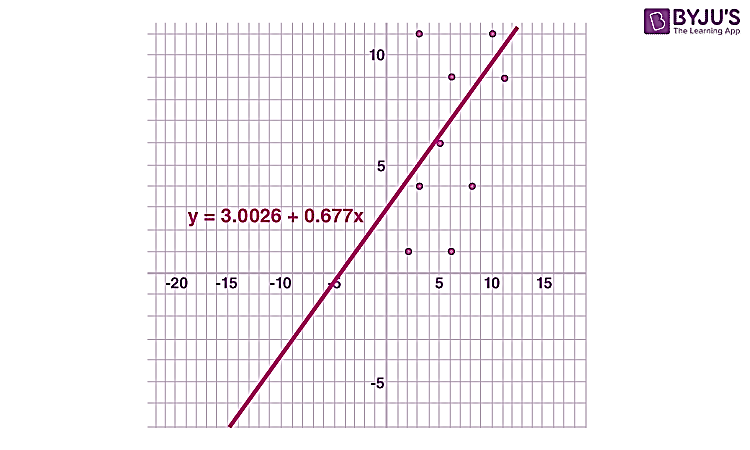 BYJU'S
The Learning App
10
5
y = 3.0026 + 0.677x
-20 -15 -10 -5 5 10 15
-5